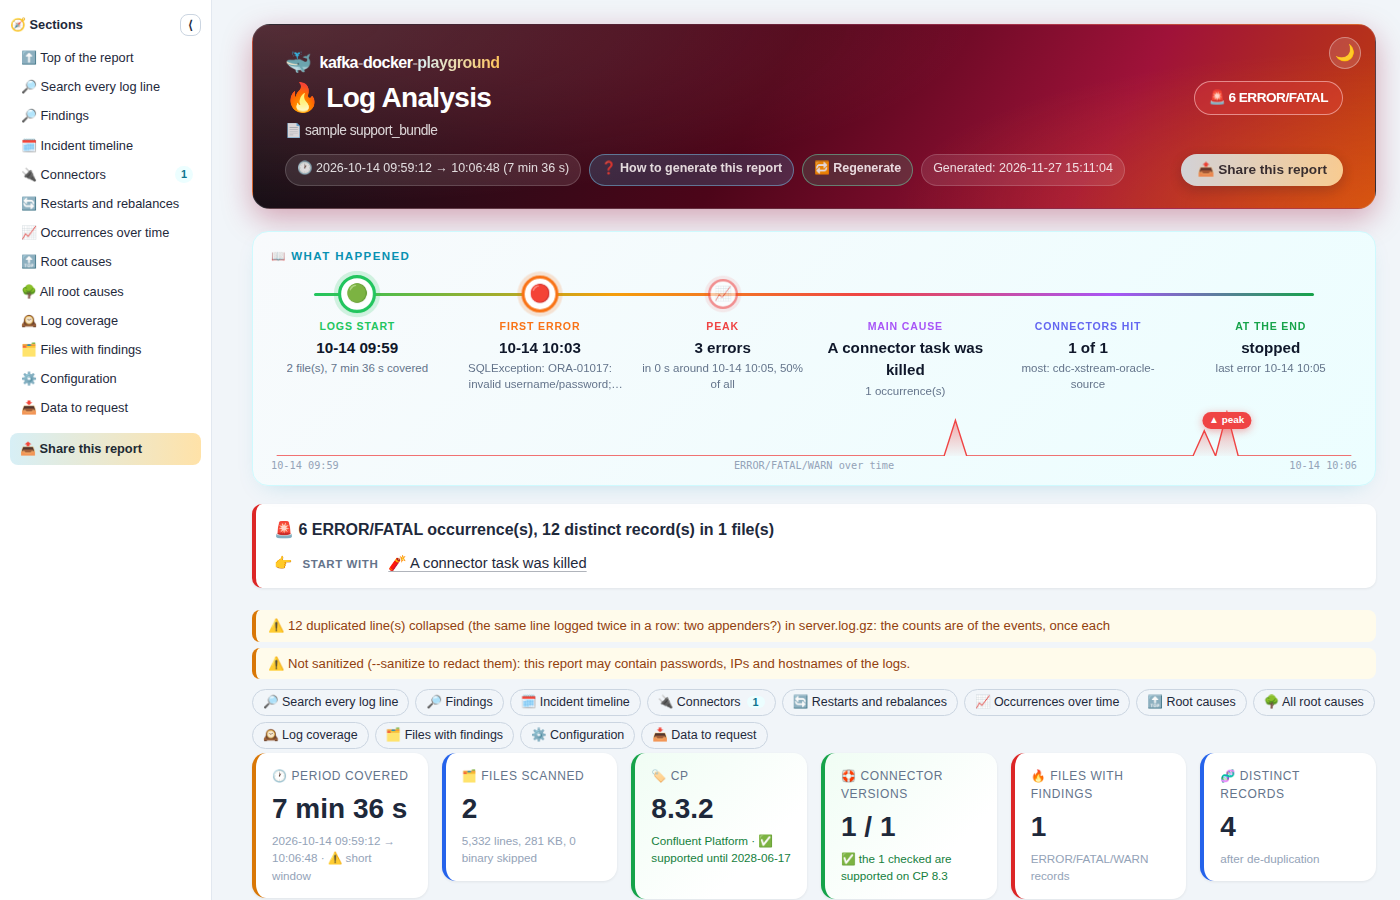 Sections
⟨
Top of the report
Search every log line
Findings
Incident timeline
Connectors 1
Restarts and rebalances
Occurrences over time
Root causes
All root causes
Log coverage
Files with findings
Configuration
Data to request
Share this report
kafka-docker-playground
Log Analysis
6 ERROR/FATAL
sample support_bundle
2026-10-14 09:59:12 → 10:06:48 (7 min 36 s)
How to generate this report
Regenerate
Generated: 2026-11-27 15:11:04
Share this report
WHAT HAPPENED
LOGS START
10-14 09:59
2 file(s), 7 min 36 s covered
FIRST ERROR
10-14 10:03
SQLException: ORA-01017:
invalid username/password;…
PEAK
3 errors
in 0 s around 10-14 10:05, 50%
of all
MAIN CAUSE
A connector task was
killed
1 occurrence(s)
CONNECTORS HIT
1 of 1
most: cdc-xstream-oracle-
source
AT THE END
stopped
last error 10-14 10:05
▲ peak
10-14 09:59
ERROR/FATAL/WARN over time
10-14 10:06
6 ERROR/FATAL occurrence(s), 12 distinct record(s) in 1 file(s)
START WITH A connector task was killed
12 duplicated line(s) collapsed (the same line logged twice in a row: two appenders?) in server.log.gz: the counts are of the events, once each
Not sanitized (--sanitize to redact them): this report may contain passwords, IPs and hostnames of the logs.
Search every log line
Findings
Incident timeline
Connectors 1
Restarts and rebalances
Occurrences over time
Root causes
All root causes
Log coverage
Files with findings
Configuration
Data to request
PERIOD COVERED
7 min 36 s
2026-10-14 09:59:12 →
10:06:48 · ⚠️ short
window
FILES SCANNED
2
5,332 lines, 281 KB, 0
binary skipped
CP
8.3.2
Confluent Platform · ✅
supported until 2028-06-17
CONNECTOR
VERSIONS
1 / 1
✅ the 1 checked are
supported on CP 8.3
FILES WITH
FINDINGS
1
ERROR/FATAL/WARN
records
DISTINCT
RECORDS
4
after de-duplication